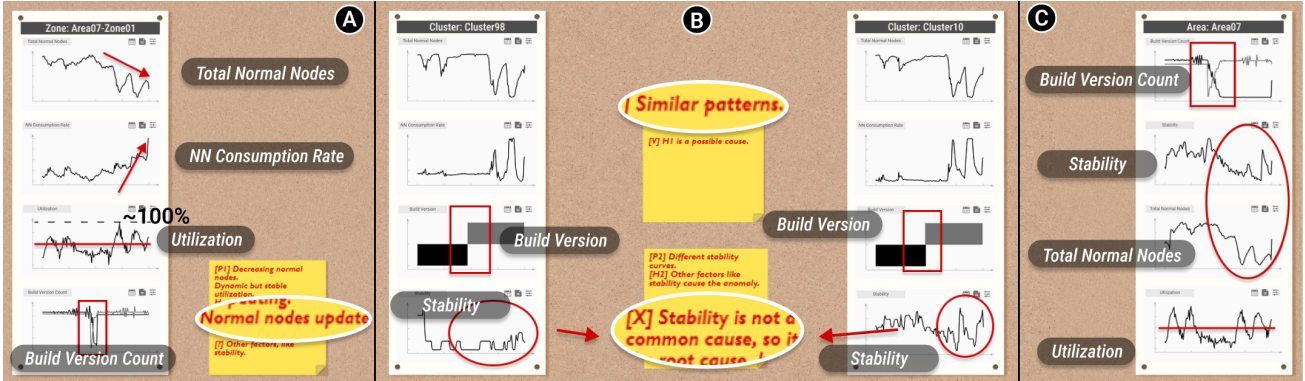 A
Zone: Area07-Zone01
Total Normal Nodes
Total Normal Nodes
NN Consumption Rate
NN Consumption Rate
Utilization
~100%
Utilization
Build Version Count
Build Version Count
[P1] Decreasing normal
nodes.
Dynamic but stable
utilization.
Normal nodes update
[?] Other factors, like
stability.
B
Cluster: Cluster98
Total Normal Nodes
NN Consumption Rate
Build Version
Build Version
Stability
Similar patterns.
[V] H1 is a possible cause.
[P2] Different stability
curves.
[H2] Other factors like
stability cause the anomaly.
[X] Stability is not a
common cause, so it
root cause
Cluster: Cluster10
Total Normal Nodes
NN Consumption Rate
Build Version
Build Version
Stability
Stability
C
Area: Area07
Build Version Count
Build Version Count
Stability
Stability
Total Normal Nodes
Total Normal Nodes
Utilization
Utilization